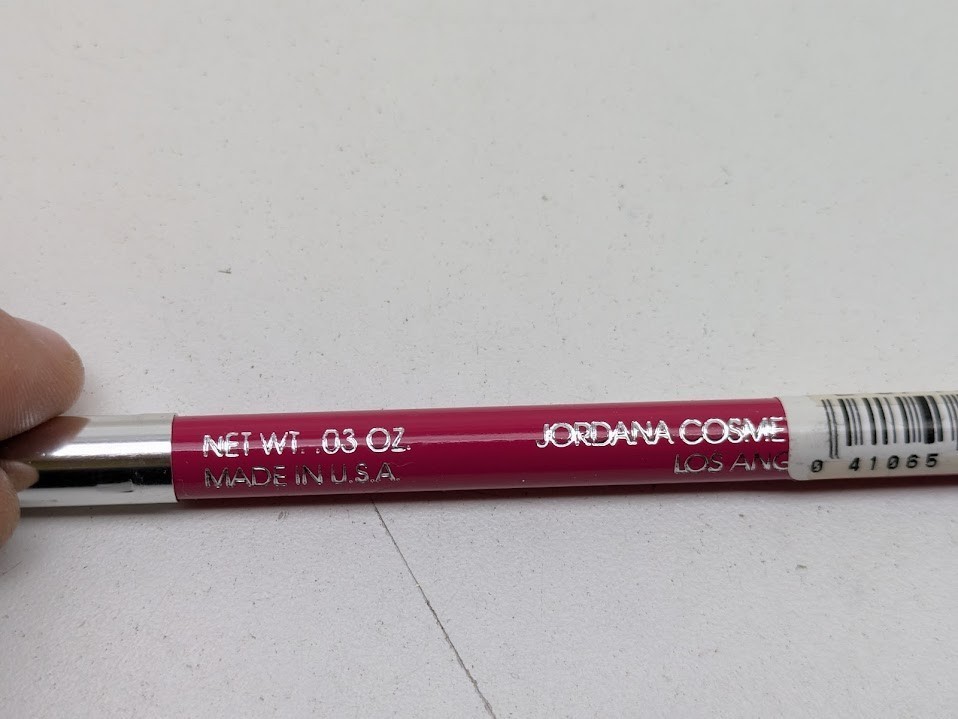 NET WT. .03 OZ.
MADE IN U.S.A.
JORDANA COSME
LOS ANG
0 41065